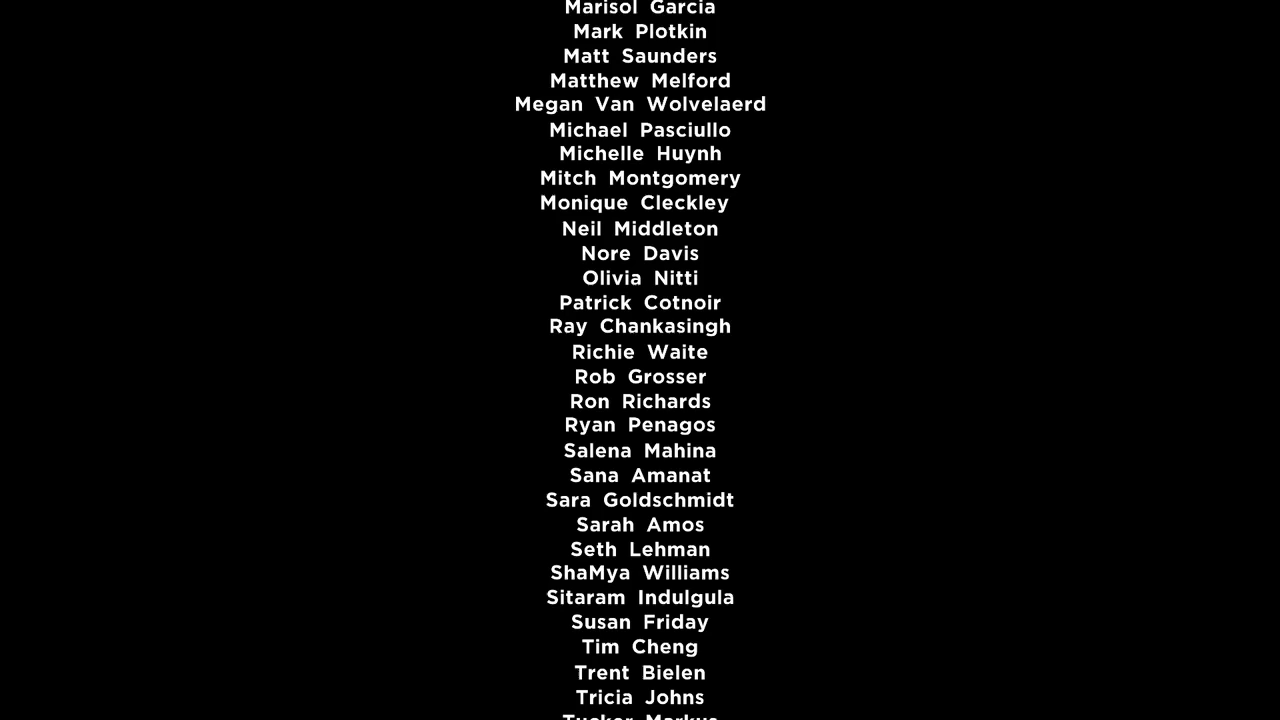 Marisol Garcia
Mark Plotkin
Matt Saunders
Matthew Melford
Megan Van Wolvelaerd
Michael Pasciullo
Michelle Huynh
Mitch Montgomery
Monique Cleckley
Neil Middleton
Nore Davis
Olivia Nitti
Patrick Cotnoir
Ray Chankasingh
Richie Waite
Rob Grosser
Ron Richards
Ryan Penagos
Salena Mahina
Sana Amanat
Sara Goldschmidt
Sarah Amos
Seth Lehman
ShaMya Williams
Sitaram Indulgula
Susan Friday
Tim Cheng
Trent Bielen
Tricia Johns
Tucker Markus